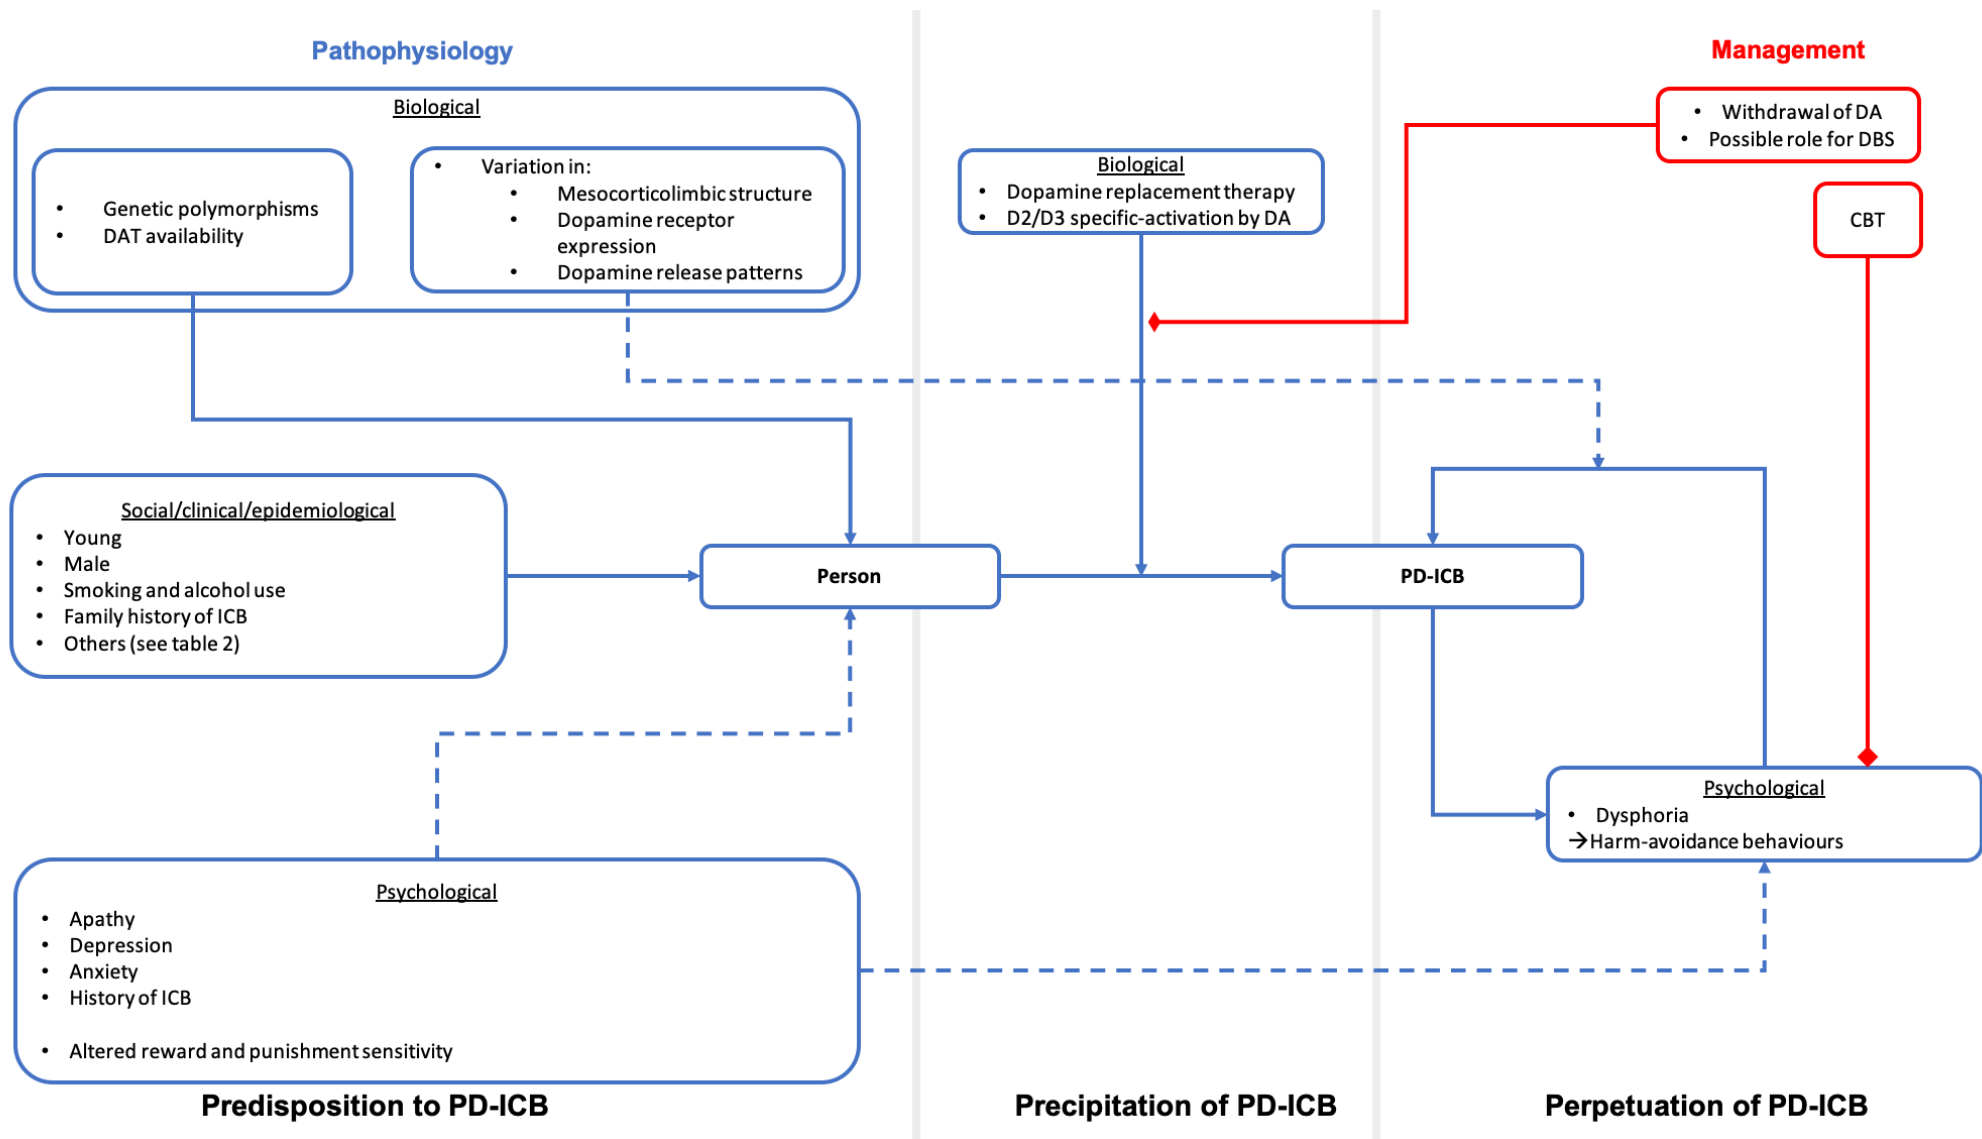 Pathophysiology
Management
Biological
• Genetic polymorphisms
• DAT availability
• Variation in:
• Mesocorticolimbic structure
• Dopamine receptor
expression
• Dopamine release patterns
Biological
• Dopamine replacement therapy
• D2/D3 specific-activation by DA
• Withdrawal of DA
• Possible role for DBS
CBT
Social/clinical/epidemiological
• Young
• Male
• Smoking and alcohol use
• Family history of ICB
• Others (see table 2)
Person
PD-ICB
Psychological
• Dysphoria
→Harm-avoidance behaviours
Psychological
• Apathy
• Depression
• Anxiety
• History of ICB
• Altered reward and punishment sensitivity
Predisposition to PD-ICB
Precipitation of PD-ICB
Perpetuation of PD-ICB